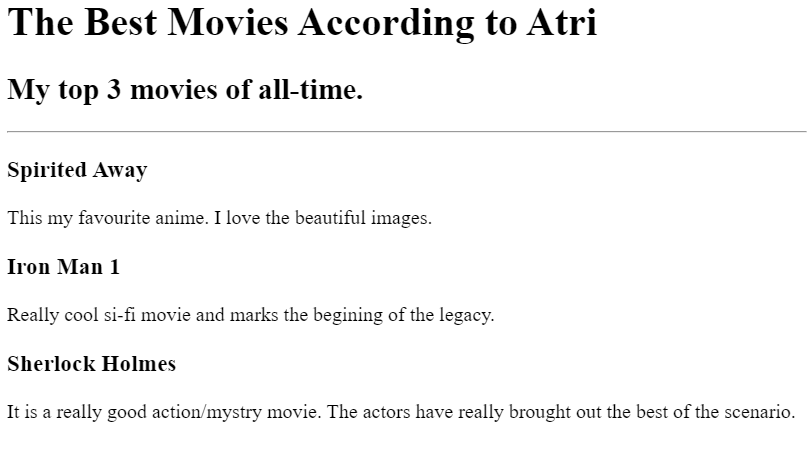 The Best Movies According to Atri
My top 3 movies of all-time.
Spirited Away
This my favourite anime. I love the beautiful images.
Iron Man 1
Really cool si-fi movie and marks the begining of the legacy.
Sherlock Holmes
It is a really good action/mystry movie. The actors have really brought out the best of the scenario.